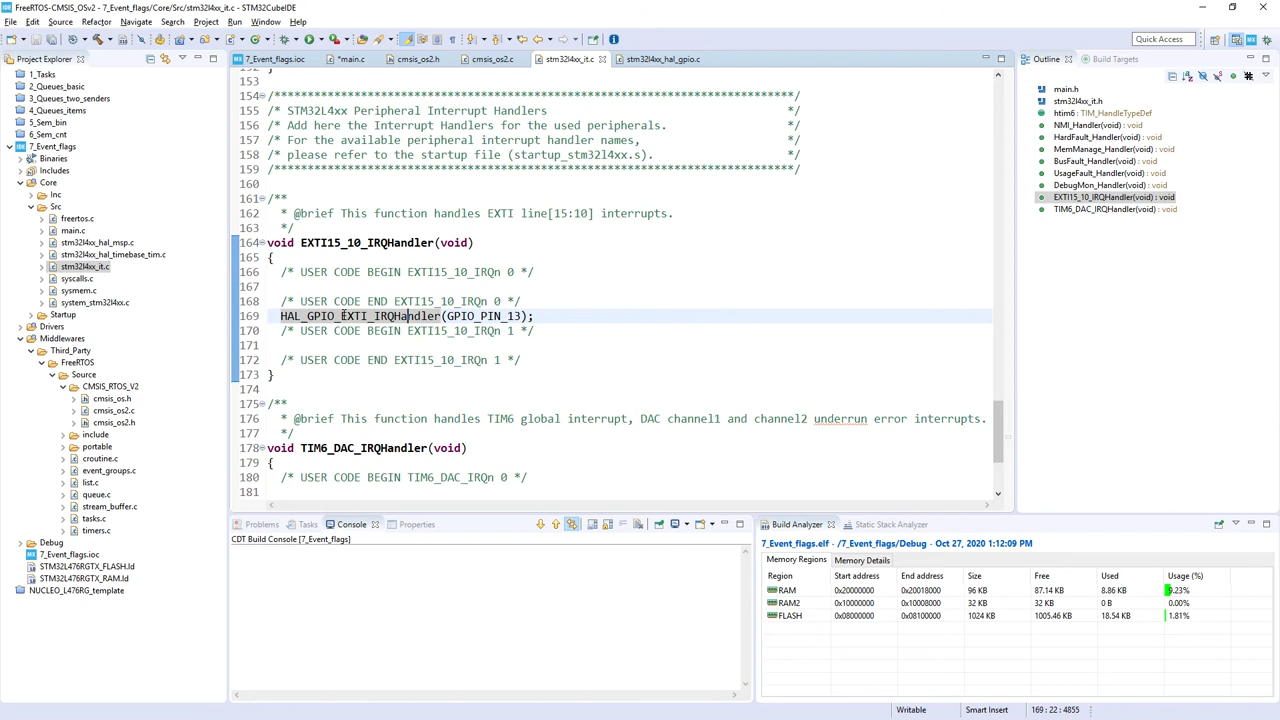 FreeRTOS-CMSIS_OSv2 - 7_Event_flags/Core/Src/stm32l4xx_it.c - STM32CubeIDE
File Edit Source Refactor Navigate Search Project Run Window Help
Quick Access
Project Explorer
1_Tasks
2_Queues_basic
3_Queues_two_senders
4_Queues_items
5_Sem_bin
6_Sem_cnt
7_Event_flags
Binaries
Includes
Core
Inc
Src
freertos.c
main.c
stm32l4xx_hal_msp.c
stm32l4xx_hal_timebase_tim.c
stm32l4xx_it.c
syscalls.c
sysmem.c
system_stm32l4xx.c
Startup
Drivers
Middlewares
Third_Party
FreeRTOS
Source
CMSIS_RTOS_V2
cmsis_os.h
cmsis_os2.c
cmsis_os2.h
include
portable
croutine.c
event_groups.c
list.c
queue.c
stream_buffer.c
tasks.c
timers.c
Debug
7_Event_flags.ioc
STM32L476RGTX_FLASH.ld
STM32L476RGTX_RAM.ld
NUCLEO_L476RG_template
7_Event_flags.ioc *main.c cmsis_os2.h cmsis_os2.c stm32l4xx_it.c stm32l4xx_hal_gpio.c
152 }
153
154 /******************************************************************************/
155 /* STM32L4xx Peripheral Interrupt Handlers */
156 /* Add here the Interrupt Handlers for the used peripherals. */
157 /* For the available peripheral interrupt handler names, */
158 /* please refer to the startup file (startup_stm32l4xx.s). */
159 /******************************************************************************/
160
161 /**
162 * @brief This function handles EXTI line[15:10] interrupts.
163 */
164 void EXTI15_10_IRQHandler(void)
165 {
166 /* USER CODE BEGIN EXTI15_10_IRQn 0 */
167
168 /* USER CODE END EXTI15_10_IRQn 0 */
169 HAL_GPIO_EXTI_IRQHandler(GPIO_PIN_13);
170 /* USER CODE BEGIN EXTI15_10_IRQn 1 */
171
172 /* USER CODE END EXTI15_10_IRQn 1 */
173 }
174
175 /**
176 * @brief This function handles TIM6 global interrupt, DAC channel1 and channel2 underrun error interrupts.
177 */
178 void TIM6_DAC_IRQHandler(void)
179 {
180 /* USER CODE BEGIN TIM6_DAC_IRQn 0 */
181
Outline Build Targets
main.h
stm32l4xx_it.h
htim6 : TIM_HandleTypeDef
NMI_Handler(void) : void
HardFault_Handler(void) : void
MemManage_Handler(void) : void
BusFault_Handler(void) : void
UsageFault_Handler(void) : void
DebugMon_Handler(void) : void
EXTI15_10_IRQHandler(void) : void
TIM6_DAC_IRQHandler(void) : void
Problems Tasks Console Properties
CDT Build Console [7_Event_flags]
Build Analyzer Static Stack Analyzer
7_Event_flags.elf - /7_Event_flags/Debug - Oct 27, 2020 1:12:09 PM
Memory Regions Memory Details
Region Start address End address Size Free Used Usage (%)
RAM 0x20000000 0x20018000 96 KB 87.14 KB 8.86 KB 9.23%
RAM2 0x10000000 0x10008000 32 KB 32 KB 0 B 0.00%
FLASH 0x08000000 0x08100000 1024 KB 1005.46 KB 18.54 KB 1.81%
Writable Smart Insert 169 : 22 : 4855